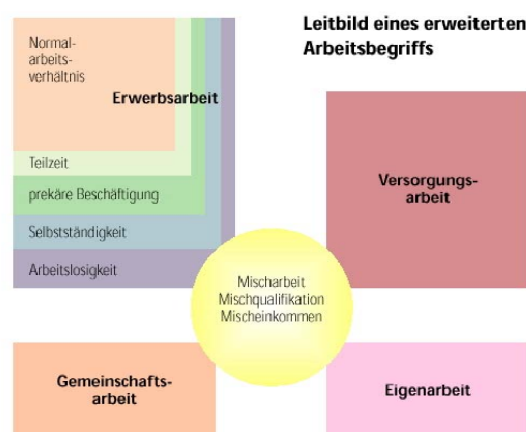 Leitbild eines erweiterten
Arbeitsbegriffs
Normal-
arbeits-
verhältnis
Erwerbsarbeit
Teilzeit
prekäre Beschäftigung
Selbstständigkeit
Arbeitslosigkeit
Versorgungs-
arbeit
Mischarbeit
Mischqualifikation
Mischeinkommen
Gemeinschafts-
arbeit
Eigenarbeit